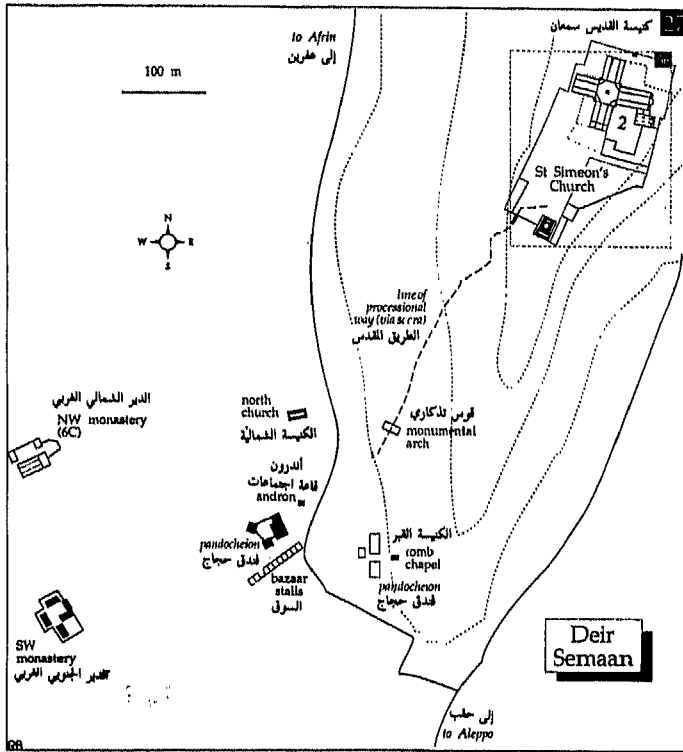 to Afrin
إلى عفرين
100 m
كنيسة القديس سمعان
2
St Simeon's
Church
N
W
E
S
line of
processional
way (via sacra)
الطريق المقدس
الدير الشمالي الغربي
NW monastery
(6C)
north
church
الكنيسة الشمالية
قوس تذكاري
monumental
arch
أندرون
قاعة اجتماعات
andron
pandocheion
فندق حجاج
bazaar
stalls
السوق
الكنيسة القبر
tomb
chapel
pandocheion
فندق حجاج
SW
monastery
الدير الجنوبي الغربي
Deir
Semaan
إلى حلب
to Aleppo
RB